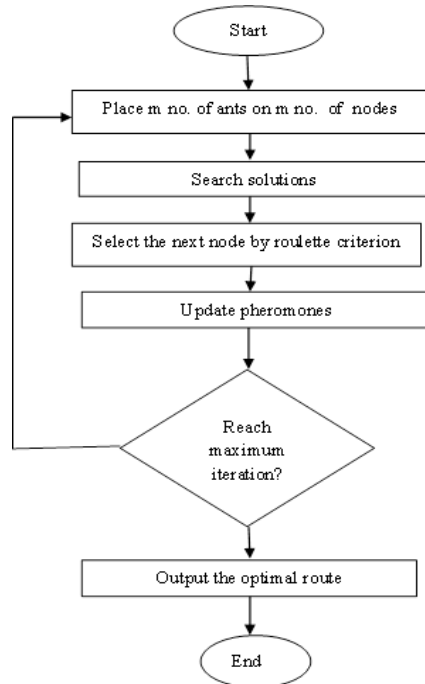 Start
Place m no. of ants on m no. of nodes
Search solutions
Select the next node by roulette criterion
Update pheromones
Reach
maximum
iteration?
Output the optimal route
End